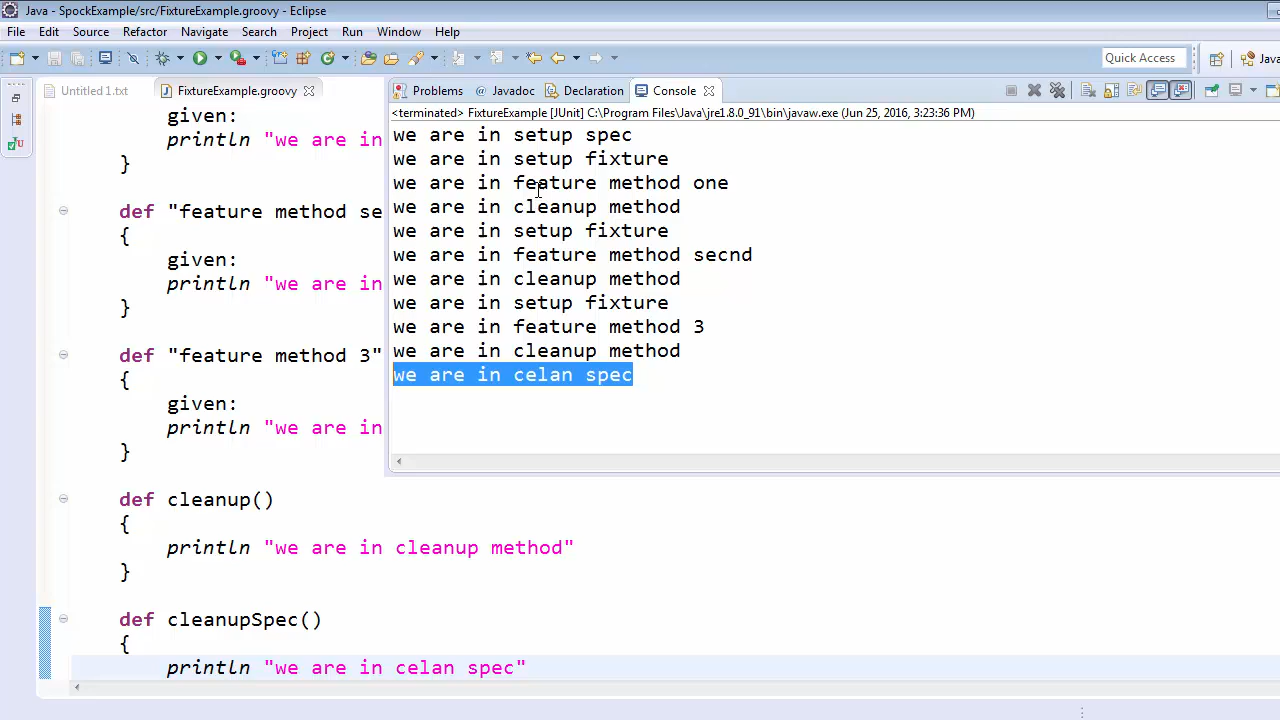 Java - SpockExample/src/FixtureExample.groovy - Eclipse
File Edit Source Refactor Navigate Search Project Run Window Help
Quick Access
Java
Untitled 1.txt
FixtureExample.groovy
Problems
Javadoc
Declaration
Console
given:
println "we are in
}
def "feature method se
{
given:
println "we are in
}
def "feature method 3"
{
given:
println "we are in
}
def cleanup()
{
println "we are in cleanup method"
}
def cleanupSpec()
{
println "we are in celan spec"
<terminated> FixtureExample [JUnit] C:\Program Files\Java\jre1.8.0_91\bin\javaw.exe (Jun 25, 2016, 3:23:36 PM)
we are in setup spec
we are in setup fixture
we are in feature method one
we are in cleanup method
we are in setup fixture
we are in feature method secnd
we are in cleanup method
we are in setup fixture
we are in feature method 3
we are in cleanup method
we are in celan spec